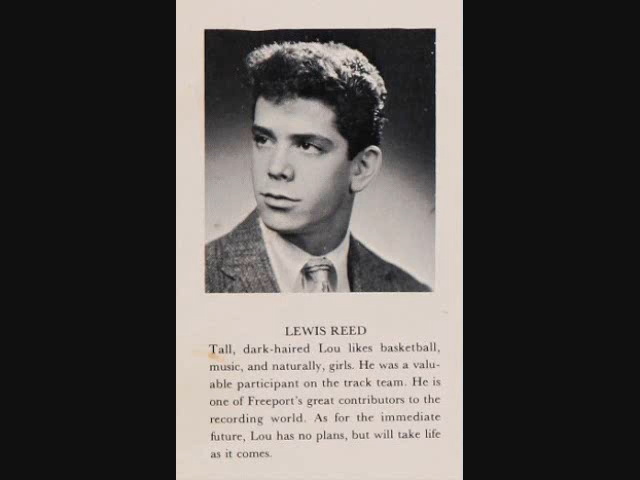 LEWIS REED
Tall, dark-haired Lou likes basketball,
music, and naturally, girls. He was a valu-
able participant on the track team. He is
one of Freeport's great contributors to the
recording world. As for the immediate
future, Lou has no plans, but will take life
as it comes.